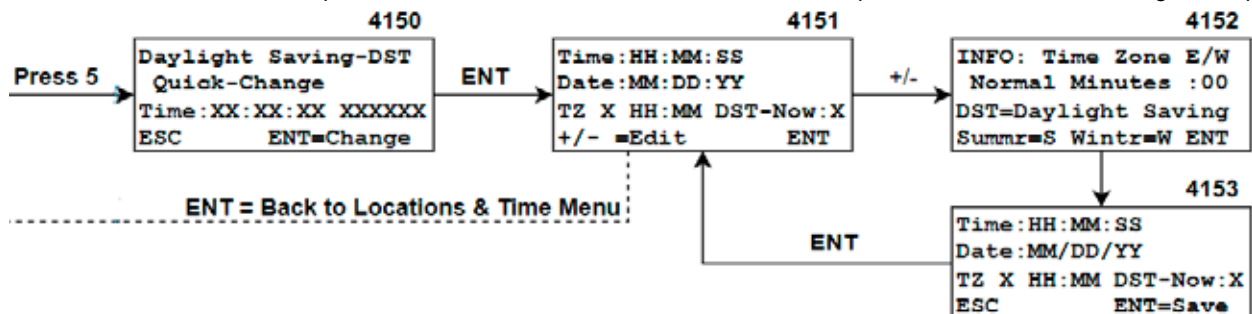 4150
Daylight Saving-DST
Quick-Change
Time:XX:XX:XX XXXXXX
ESC ENT=Change
Press 5
ENT
4151
Time:HH:MM:SS
Date:MM:DD:YY
TZ X HH:MM DST-Now:X
+/- =Edit ENT
+/-
4152
INFO: Time Zone E/W
Normal Minutes :00
DST=Daylight Saving
Summr=S Wintr=W ENT
ENT = Back to Locations & Time Menu
ENT
4153
Time:HH:MM:SS
Date:MM/DD/YY
TZ X HH:MM DST-Now:X
ESC ENT=Save